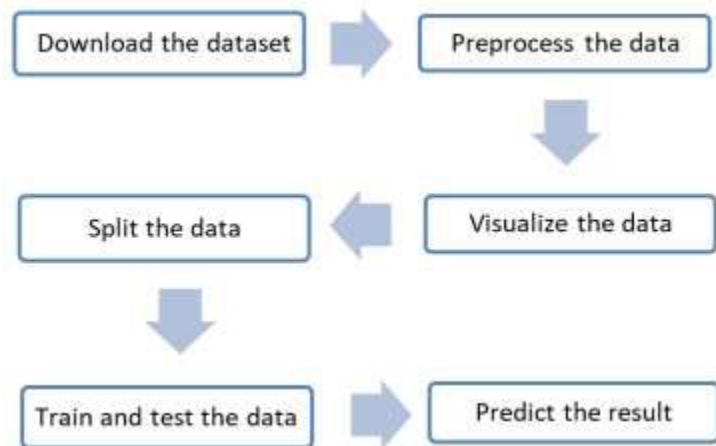 Download the dataset
Preprocess the data
Visualize the data
Split the data
Train and test the data
Predict the result